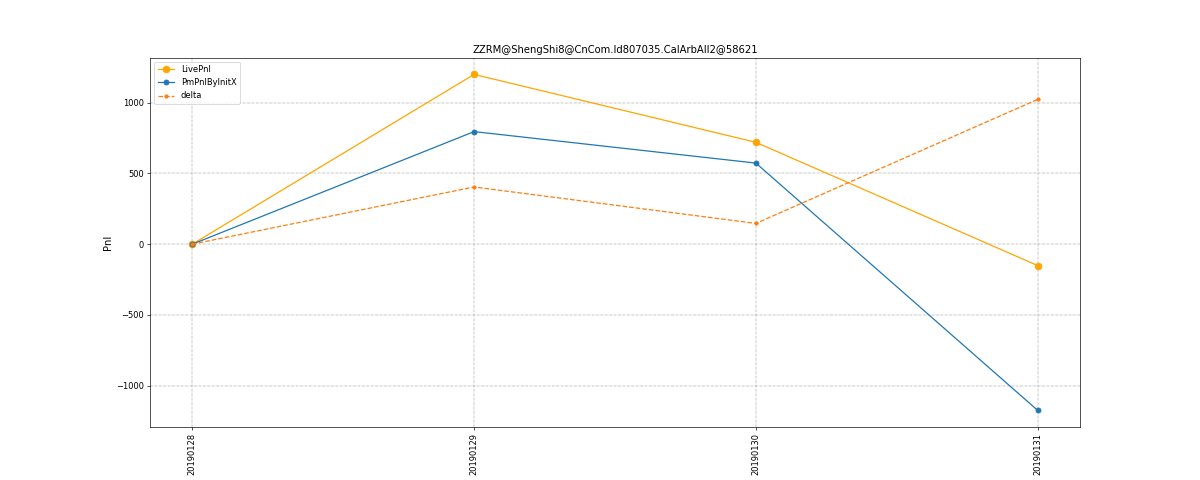 ZZRM@ShengShi8@CnCom.Id807035.CalArbAll2@58621
LivePnl
PmPnlByInitX
delta
1000
500
0
−500
−1000
Pnl
20190128
20190129
20190130
20190131